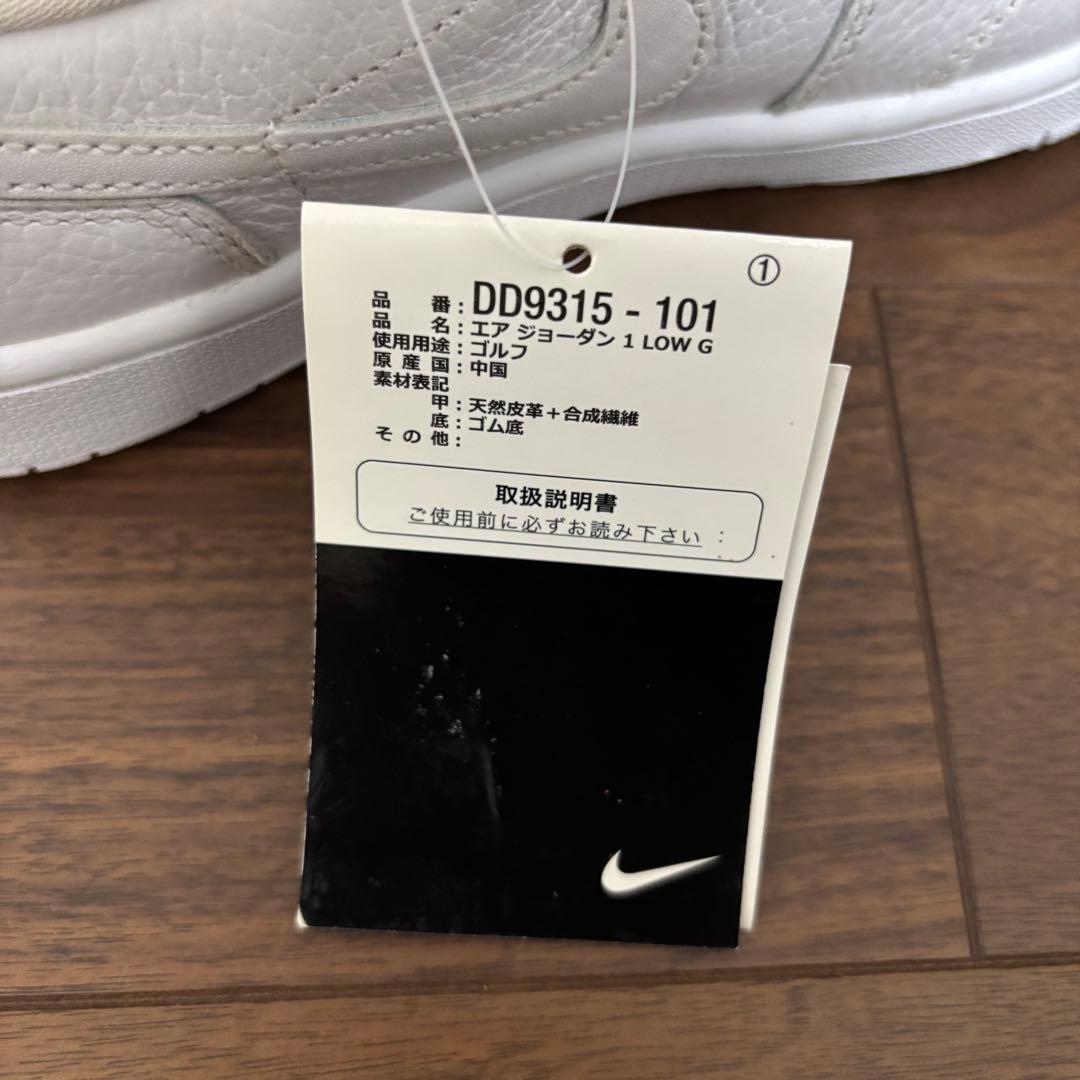 ①
品番：DD9315 - 101
品名：エア ジョーダン 1 LOW G
使用用途：ゴルフ
原産国：中国
素材表記
甲：天然皮革＋合成繊維
底：ゴム底
その他：
取扱説明書
ご使用前に必ずお読み下さい：